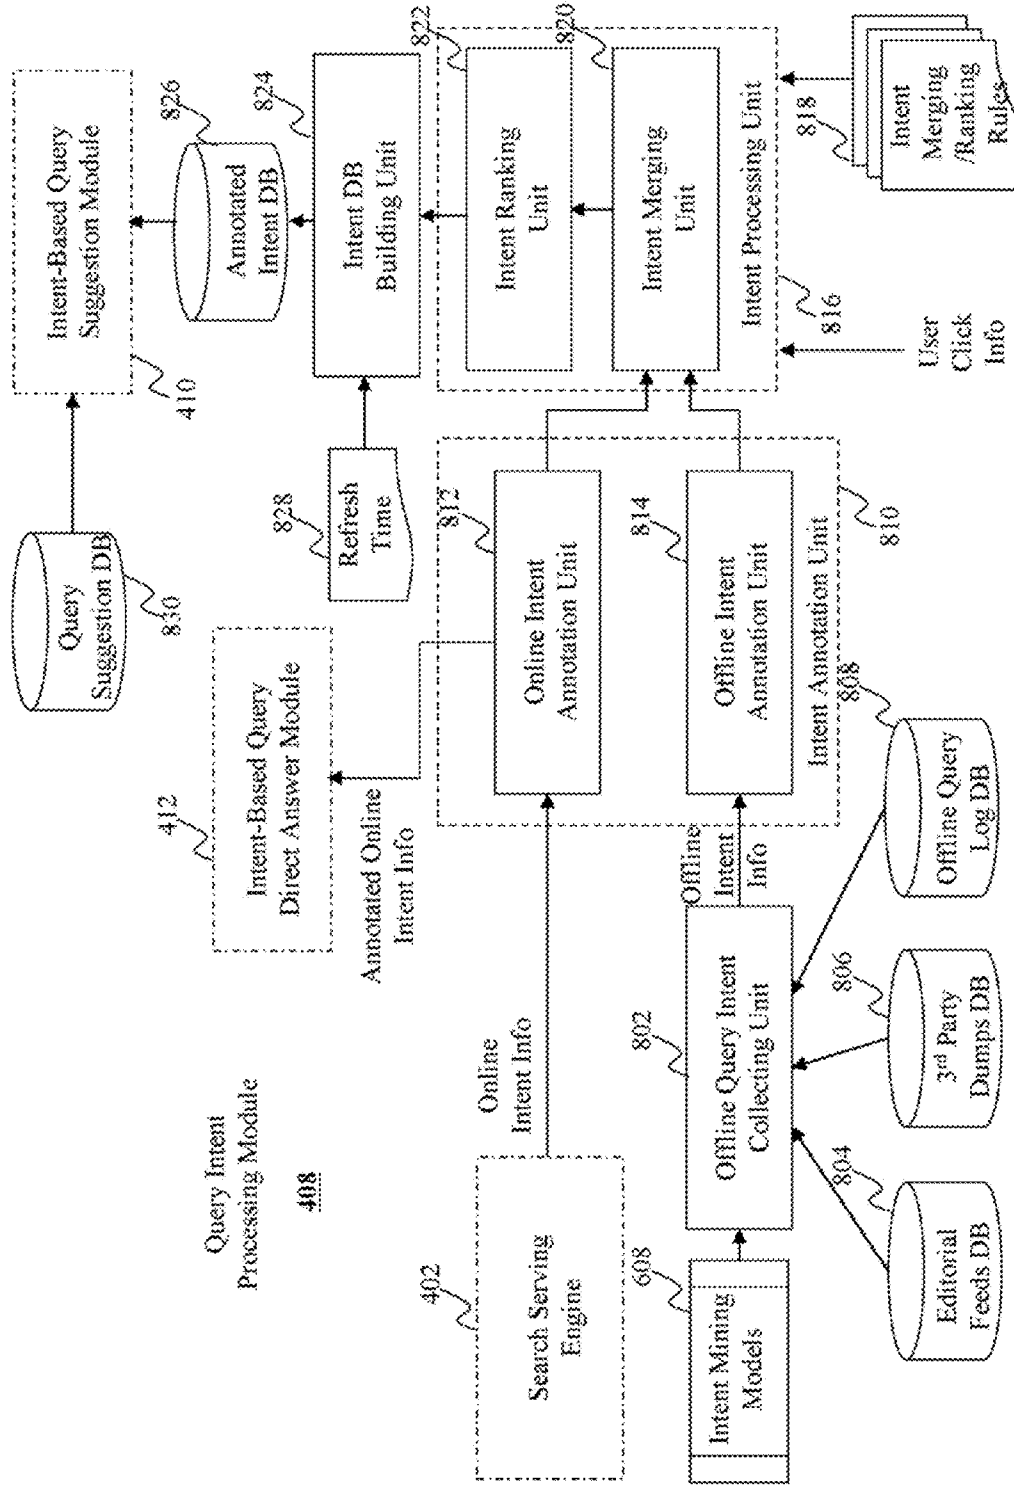 Query Intent
Processing Module
408
Query
Suggestion DB
830
Intent-Based Query
Suggestion Module
410
Intent-Based Query
Direct Answer Module
412
Annotated Online
Intent Info
Annotated
Intent DB
826
Refresh
Time
828
Intent DB
Building Unit
824
Search Serving
Engine
402
Online
Intent Info
Online Intent
Annotation Unit
812
Intent Ranking
Unit
822
Intent Mining
Models
608
Offline Query Intent
Collecting Unit
802
Offline
Intent
Info
Offline Intent
Annotation Unit
814
Intent Merging
Unit
820
Intent Annotation Unit
810
Intent Processing Unit
816
Editorial
Feeds DB
804
3rd Party
Dumps DB
806
Offline Query
Log DB
808
User
Click
Info
Intent
Merging
/Ranking
Rules
818